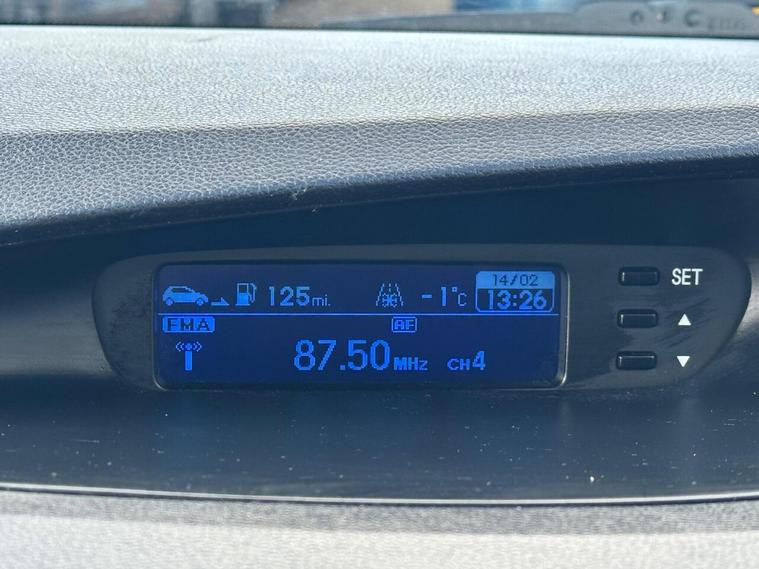 125 mi. -1°C 14/02
13:26
SET
FMA AF
87.50 MHz CH4